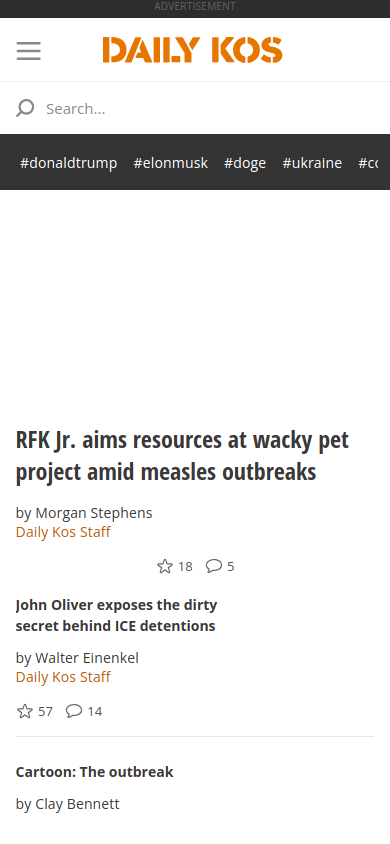 ADVERTISEMENT
DAILY KOS
Search...
#donaldtrump #elonmusk #doge #ukraine
RFK Jr. aims resources at wacky pet
project amid measles outbreaks
by Morgan Stephens
Daily Kos Staff
18 5
John Oliver exposes the dirty
secret behind ICE detentions
by Walter Einenkel
Daily Kos Staff
57 14
Cartoon: The outbreak
by Clay Bennett